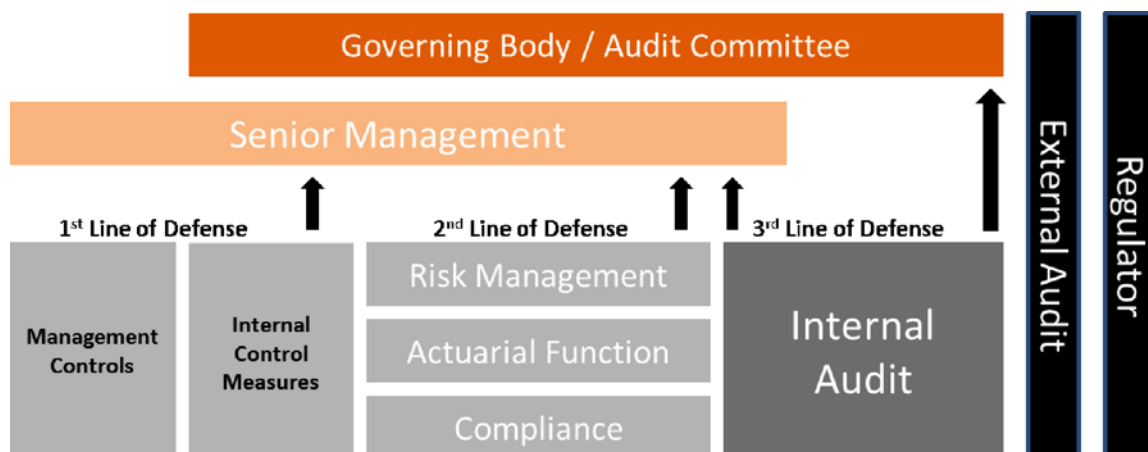 Governing Body / Audit Committee
Senior Management
1st Line of Defense
2nd Line of Defense
3rd Line of Defense
Management
Controls
Internal
Control
Measures
Risk Management
Actuarial Function
Compliance
Internal
Audit
External Audit
Regulator